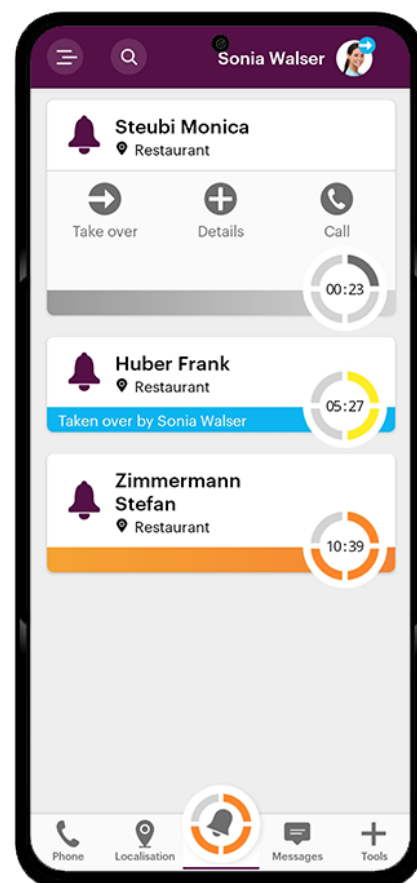 Sonia Walser
Steubi Monica
Restaurant
Take over
Details
Call
00:23
Huber Frank
Restaurant
05:27
Taken over by Sonia Walser
Zimmermann
Stefan
Restaurant
10:39
Phone
Localisation
Messages
Tools